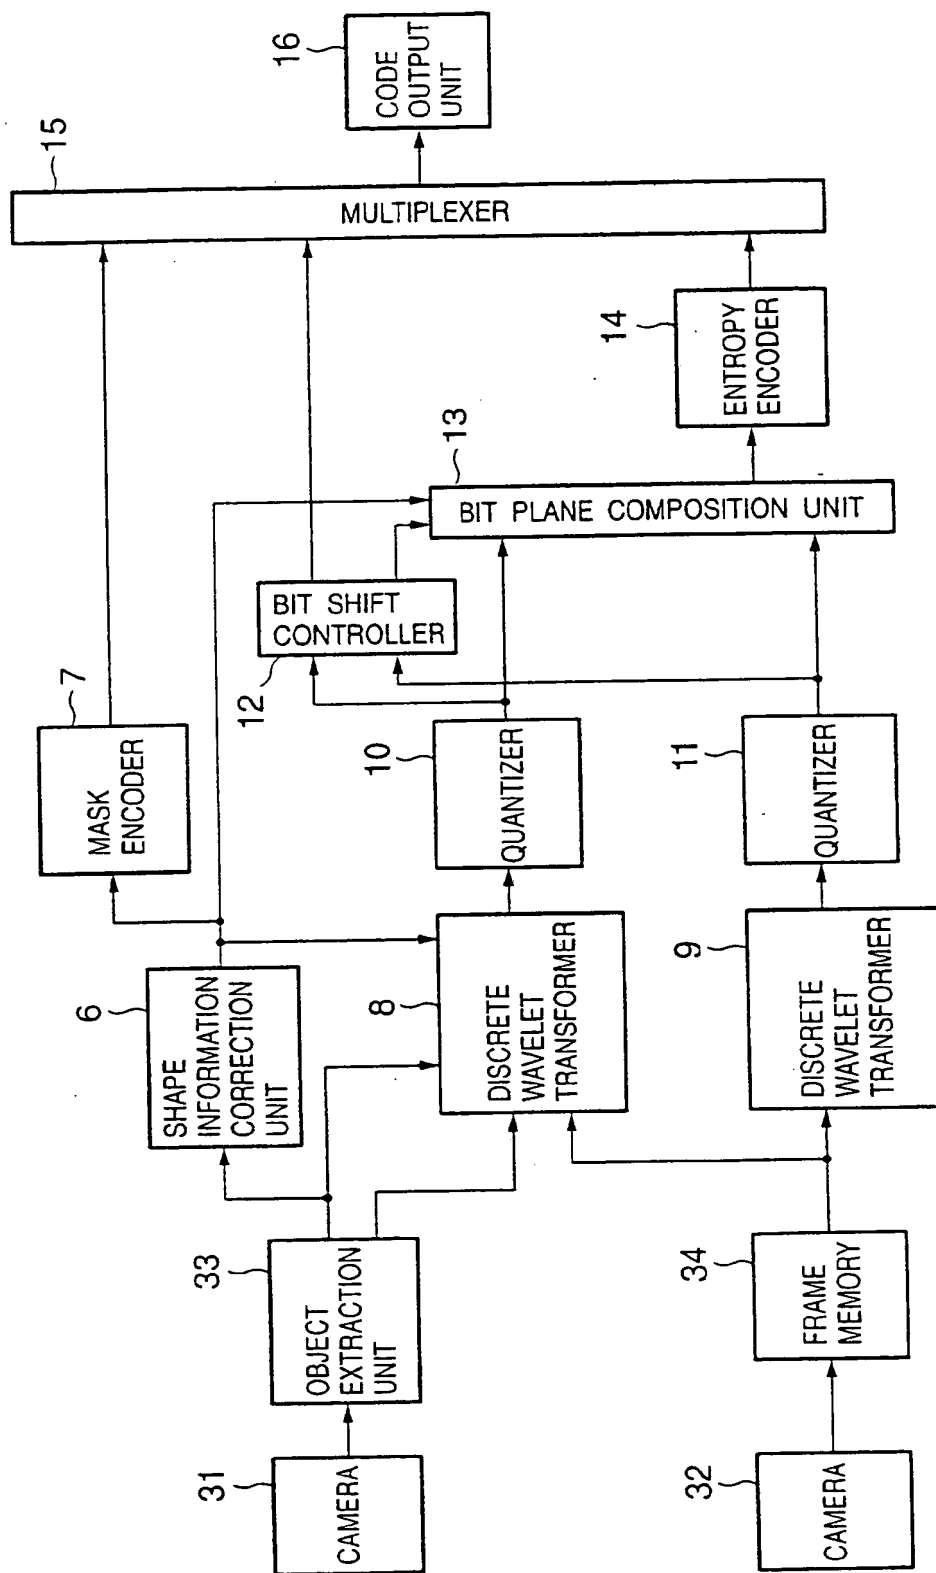 31
CAMERA
33
OBJECT
EXTRACTION
UNIT
6
SHAPE
INFORMATION
CORRECTION
UNIT
7
MASK
ENCODER
8
DISCRETE
WAVELET
TRANSFORMER
10
QUANTIZER
12
BIT SHIFT
CONTROLLER
13
BIT PLANE COMPOSITION UNIT
14
ENTROPY
ENCODER
15
MULTIPLEXER
16
CODE
OUTPUT
UNIT
32
CAMERA
34
FRAME
MEMORY
9
DISCRETE
WAVELET
TRANSFORMER
11
QUANTIZER